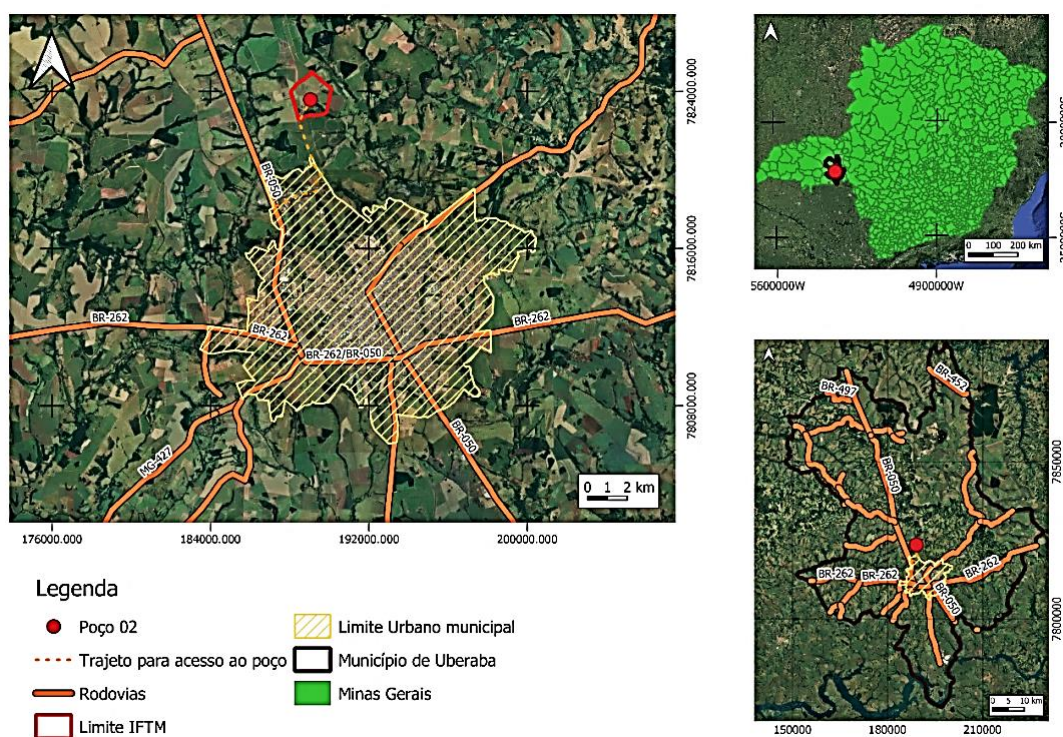 BR-050
BR-262
BR-262
BR-262/BR-050
BR-262
MG-427
BR-050
0 1 2 km
7824000.000
7816000.000
7808000.000
176000.000
184000.000
192000.000
200000.000
0 100 200 km
5600000W
4900000W
BR-497
BR-452
BR-050
BR-262
BR-262
BR-262
BR-050
0 5 10 km
7850000
7800000
150000
180000
210000
Legenda
Poço 02
Trajeto para acesso ao poço
Rodovias
Limite IFTM
Limite Urbano municipal
Município de Uberaba
Minas Gerais